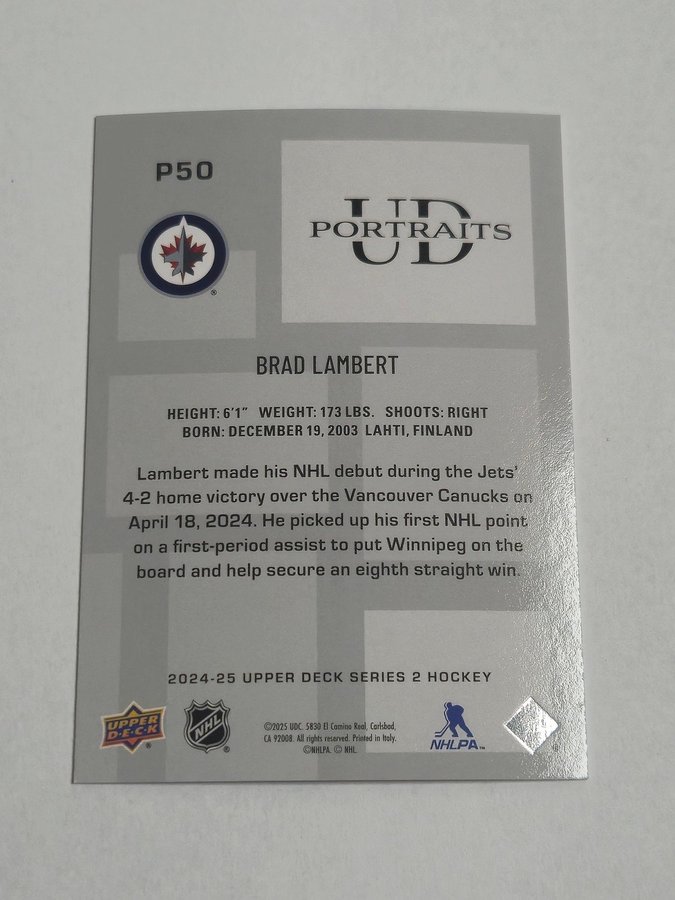 P50
UD
PORTRAITS
®
BRAD LAMBERT
HEIGHT: 6'1" WEIGHT: 173 LBS. SHOOTS: RIGHT
BORN: DECEMBER 19, 2003 LAHTI, FINLAND
Lambert made his NHL debut during the Jets'
4-2 home victory over the Vancouver Canucks on
April 18, 2024. He picked up his first NHL point
on a first-period assist to put Winnipeg on the
board and help secure an eighth straight win.
2024-25 UPPER DECK SERIES 2 HOCKEY
UPPER
D·E·C·K
®
NHL
®
©2025 UDC. 5830 El Camino Real, Carlsbad,
CA 92008. All rights reserved. Printed in Italy.
©NHLPA. © NHL.
NHLPA™